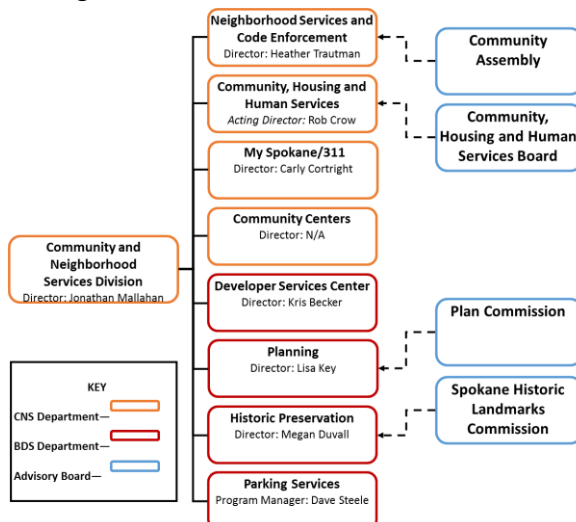 Neighborhood Services and
Code Enforcement
Director: Heather Trautman
Community
Assembly
Community, Housing and
Human Services
Acting Director: Rob Crow
Community,
Housing and Human
Services Board
My Spokane/311
Director: Carly Cortright
Community Centers
Director: N/A
Community and
Neighborhood
Services Division
Director: Jonathan Mallahan
Developer Services Center
Director: Kris Becker
Planning
Director: Lisa Key
Plan Commission
Historic Preservation
Director: Megan Duvall
Spokane Historic
Landmarks
Commission
Parking Services
Program Manager: Dave Steele
KEY
CNS Department—
BDS Department—
Advisory Board—